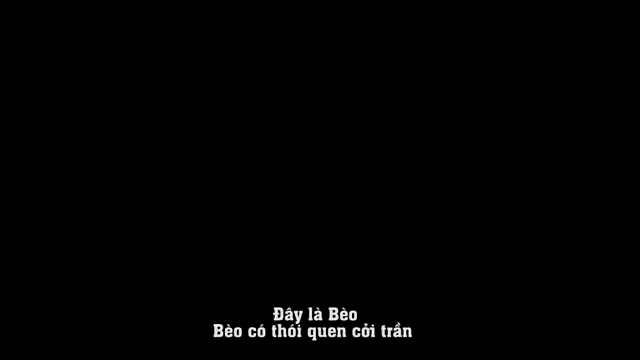 Đây là Bèo
Bèo có thói quen cởi trần